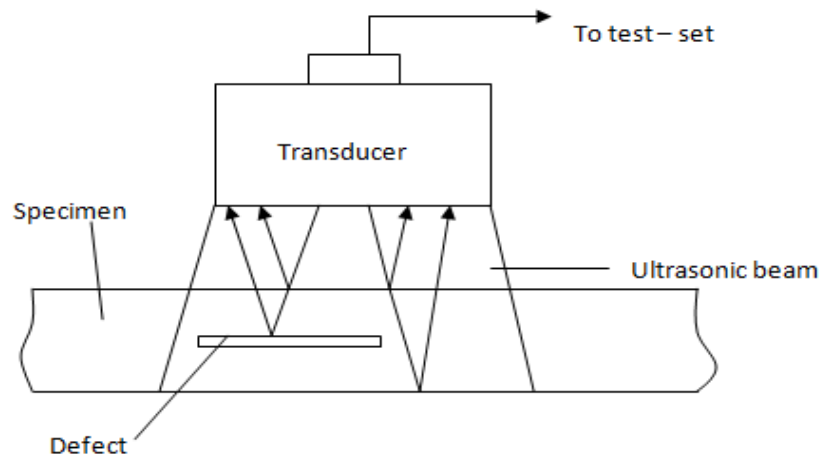 To test – set
Transducer
Specimen
Ultrasonic beam
Defect